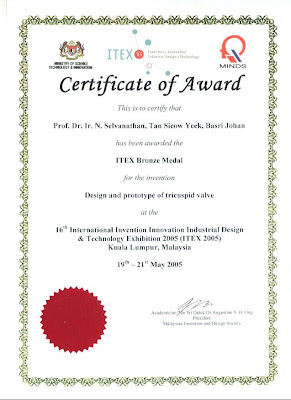 MINISTRY OF SCIENCE
TECHNOLOGY & INNOVATION
ITEX
Invention • Innovation
Industrial Design • Technology
MINDS
Certificate of Award
This is to certify that
Prof. Dr. Ir. N. Selvanathan, Tan Sieow Yeek, Basri Johan
has been awarded the
ITEX Bronze Medal
for the invention
Design and prototype of tricuspid valve
at the
16th International Invention Innovation Industrial Design
& Technology Exhibition 2005 (ITEX 2005)
Kuala Lumpur, Malaysia
19th – 21st May 2005
Academician Tan Sri Datuk Dr Augustine S. H. Ong
President
Malaysian Invention and Design Society